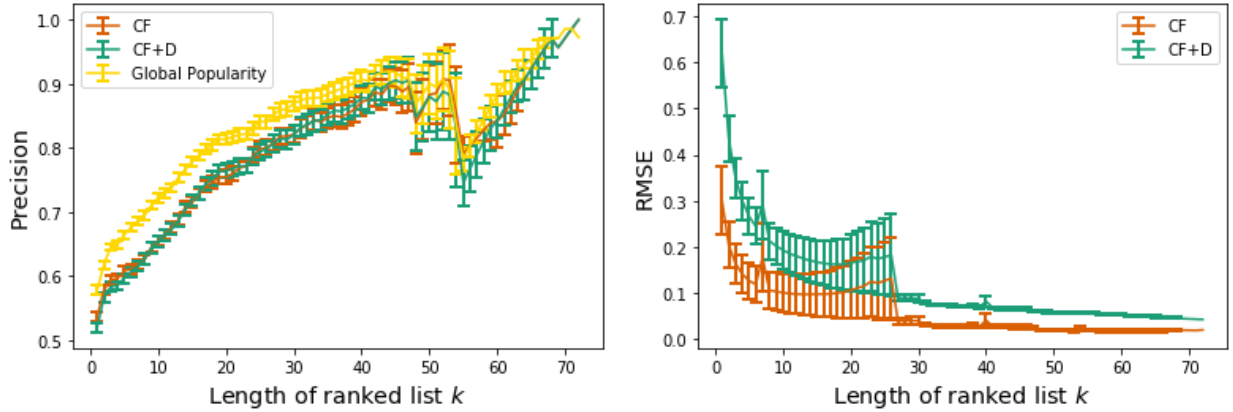 1.0
0.9
0.8
0.7
0.6
0.5
Precision
CF
CF+D
Global Popularity
0 10 20 30 40 50 60 70
Length of ranked list k
0.7
0.6
0.5
0.4
0.3
0.2
0.1
0.0
RMSE
CF
CF+D
0 10 20 30 40 50 60 70
Length of ranked list k